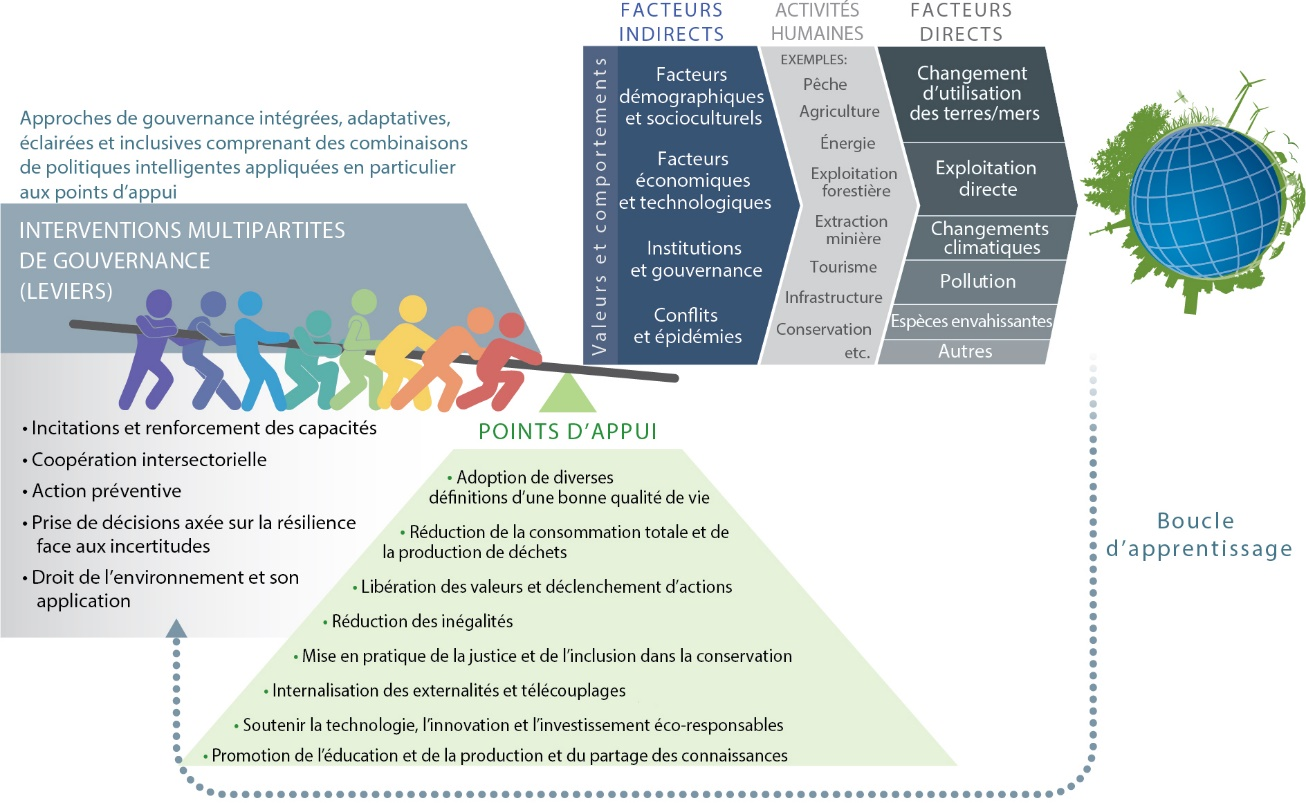 Approches de gouvernance intégrées, adaptatives,
éclairées et inclusives comprenant des combinaisons
de politiques intelligentes appliquées en particulier
aux points d'appui
INTERVENTIONS MULTIPARTITES
DE GOUVERNANCE
(LEVIERS)
• Incitations et renforcement des capacités
• Coopération intersectorielle
• Action préventive
• Prise de décisions axée sur la résilience
face aux incertitudes
• Droit de l'environnement et son
application
POINTS D'APPUI
• Adoption de diverses
définitions d'une bonne qualité de vie
• Réduction de la consommation totale et de
la production de déchets
• Libération des valeurs et déclenchement d'actions
• Réduction des inégalités
• Mise en pratique de la justice et de l'inclusion dans la conservation
• Internalisation des externalités et télécouplages
• Soutenir la technologie, l'innovation et l'investissement éco-responsables
• Promotion de l'éducation et de la production et du partage des connaissances
FACTEURS
INDIRECTS
Valeurs et comportements
Facteurs
démographiques
et socioculturels
Facteurs
économiques
et technologiques
Institutions
et gouvernance
Conflits
et épidémies
ACTIVITÉS
HUMAINES
EXEMPLES:
Pêche
Agriculture
Énergie
Exploitation
forestière
Extraction
minière
Tourisme
Infrastructure
Conservation
etc.
FACTEURS
DIRECTS
Changement
d'utilisation
des terres/mers
Exploitation
directe
Changements
climatiques
Pollution
Espèces envahissantes
Autres
Boucle
d'apprentissage